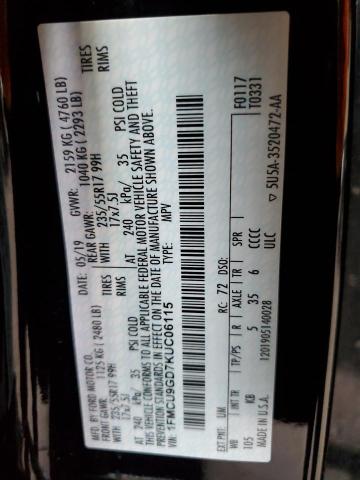 MFD. BY FORD MOTOR CO.
DATE: 05/19 GVWR: 2159 KG ( 4760 LB)
FRONT GAWR: 1125 KG ( 2480 LB) REAR GAWR: 1040 KG ( 2293 LB)
235/55R17 99H TIRES WITH 235/55R17 99H TIRES
17x7.5J RIMS 17x7.5J RIMS
AT 240 kPa/ 35 PSI COLD AT 240 kPa/ 35 PSI COLD
THIS VEHICLE CONFORMS TO ALL APPLICABLE FEDERAL MOTOR VEHICLE SAFETY AND THEFT
PREVENTION STANDARDS IN EFFECT ON THE DATE OF MANUFACTURE SHOWN ABOVE.
VIN: 1FMCU9GD7KUC06115
TYPE: MPV
F0117
T0331
EXT PNT: UM RC: 72 DSO:
WB TP/PS R AXLE TR SPR
105 KB 5 35 6 CCCC
MADE IN U.S.A. 1201905140028 ULC
▽ 5U5A-3520472-AA